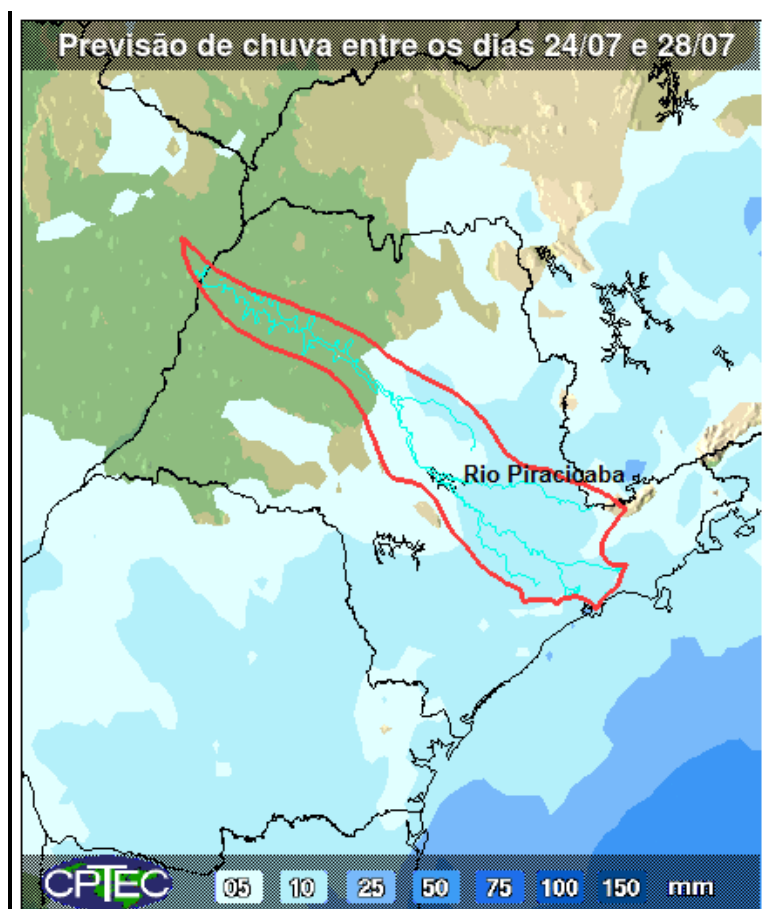 Previsão de chuva entre os dias 24/07 e 28/07
Rio Piracicaba
CPTEC 05 10 25 50 75 100 150 mm